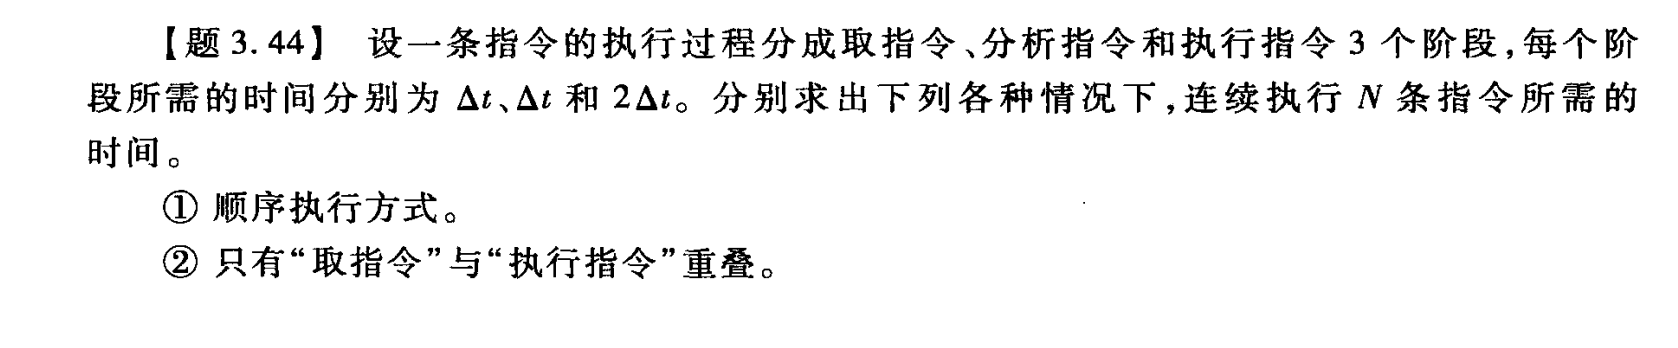 【题 3.44】 设一条指令的执行过程分成取指令、分析指令和执行指令 3 个阶段,每个阶
段所需的时间分别为 Δt、Δt 和 2Δt。分别求出下列各种情况下,连续执行 N 条指令所需的
时间。
① 顺序执行方式。
② 只有“取指令”与“执行指令”重叠。